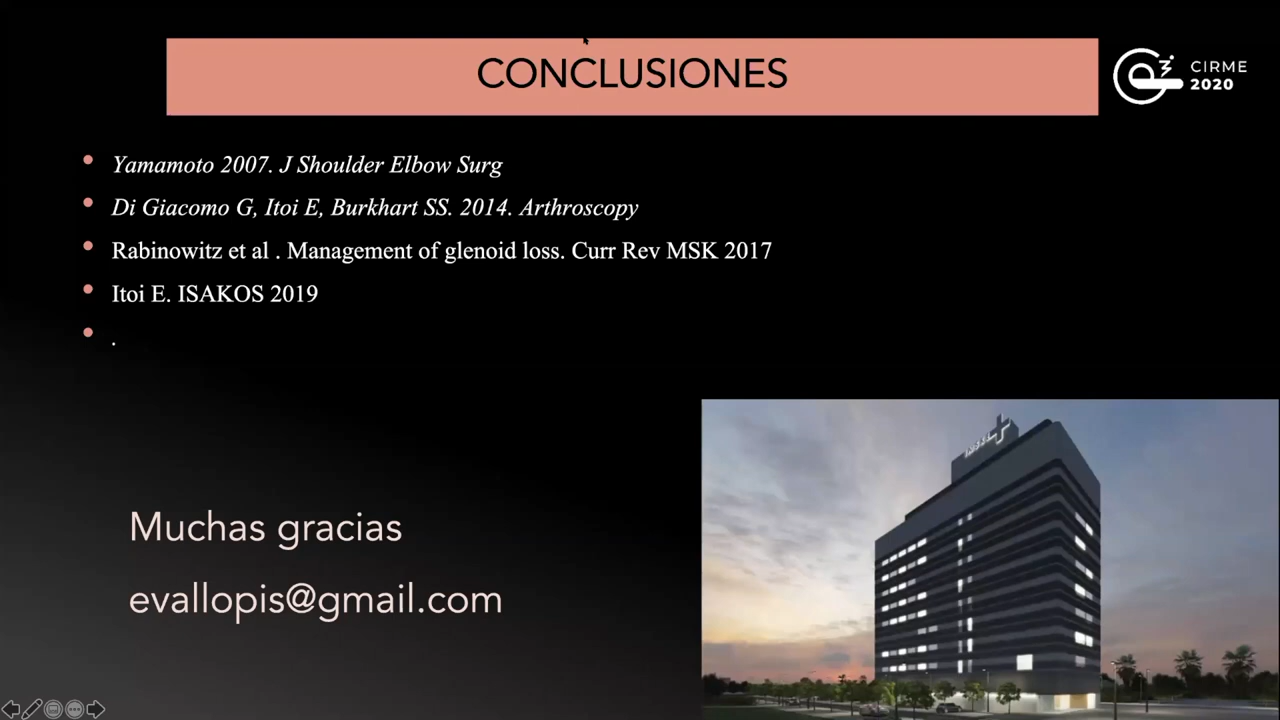 CONCLUSIONES
CIRME
2020
Yamamoto 2007. J Shoulder Elbow Surg
Di Giacomo G, Itoi E, Burkhart SS. 2014. Arthroscopy
Rabinowitz et al . Management of glenoid loss. Curr Rev MSK 2017
Itoi E. ISAKOS 2019
.
Muchas gracias
evallopis@gmail.com